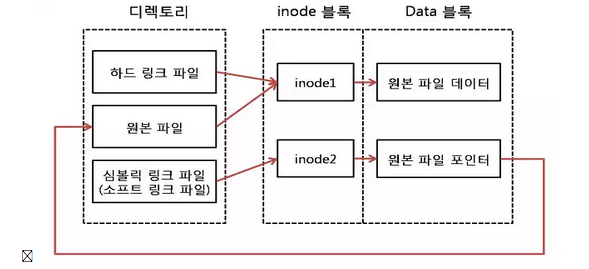 디렉토리
inode 블록
Data 블록
하드 링크 파일
inode1
원본 파일 데이터
원본 파일
심볼릭 링크 파일
(소프트 링크 파일)
inode2
원본 파일 포인터